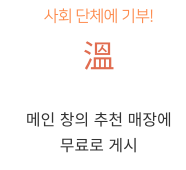 사회 단체에 기부!
溫
메인 창의 추천 매장에
무료로 게시